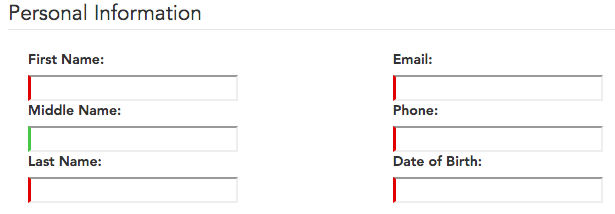 Personal Information
First Name:
Email:
Middle Name:
Phone:
Last Name:
Date of Birth: